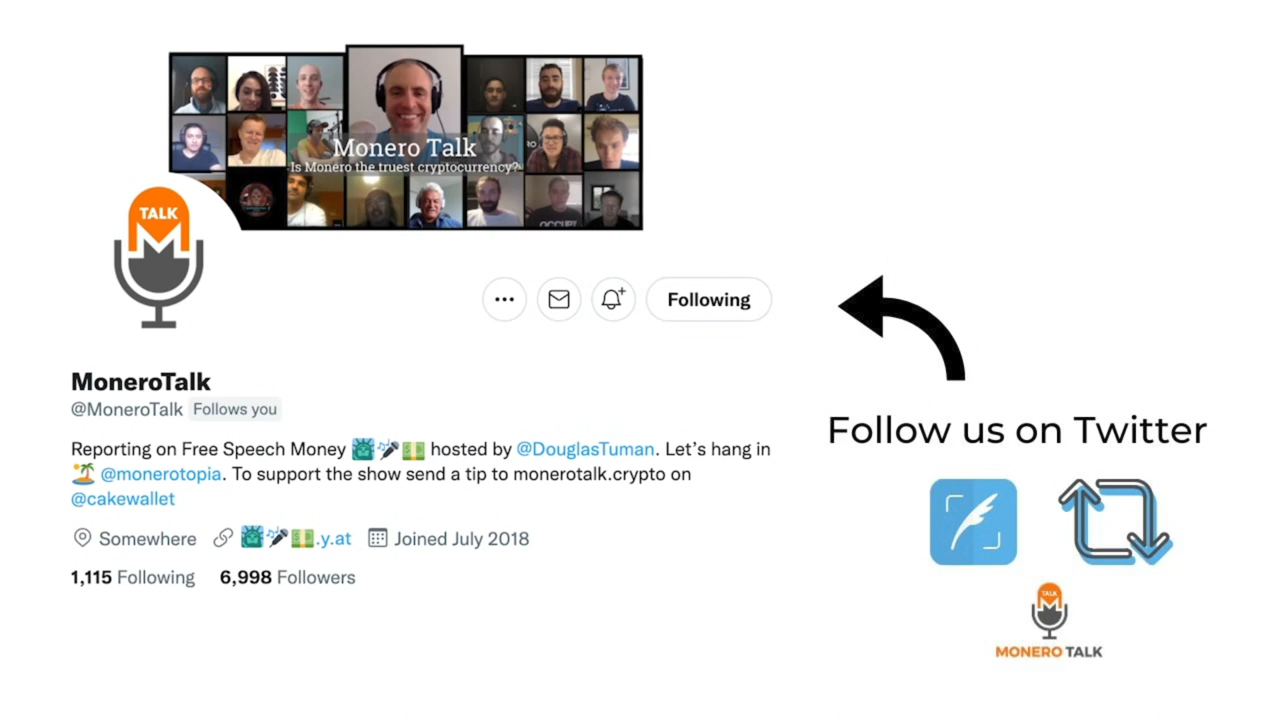 Monero Talk
Is Monero the truest cryptocurrency?
OCCUPY
TALK
Following
MoneroTalk
@MoneroTalk Follows you
Reporting on Free Speech Money 🗽🎤💵 hosted by @DouglasTuman. Let's hang in
🏝️ @monerotopia. To support the show send a tip to monerotalk.crypto on
@cakewallet
Somewhere 🗽🎤💵.y.at Joined July 2018
1,115 Following 6,998 Followers
Follow us on Twitter
TALK
MONERO TALK